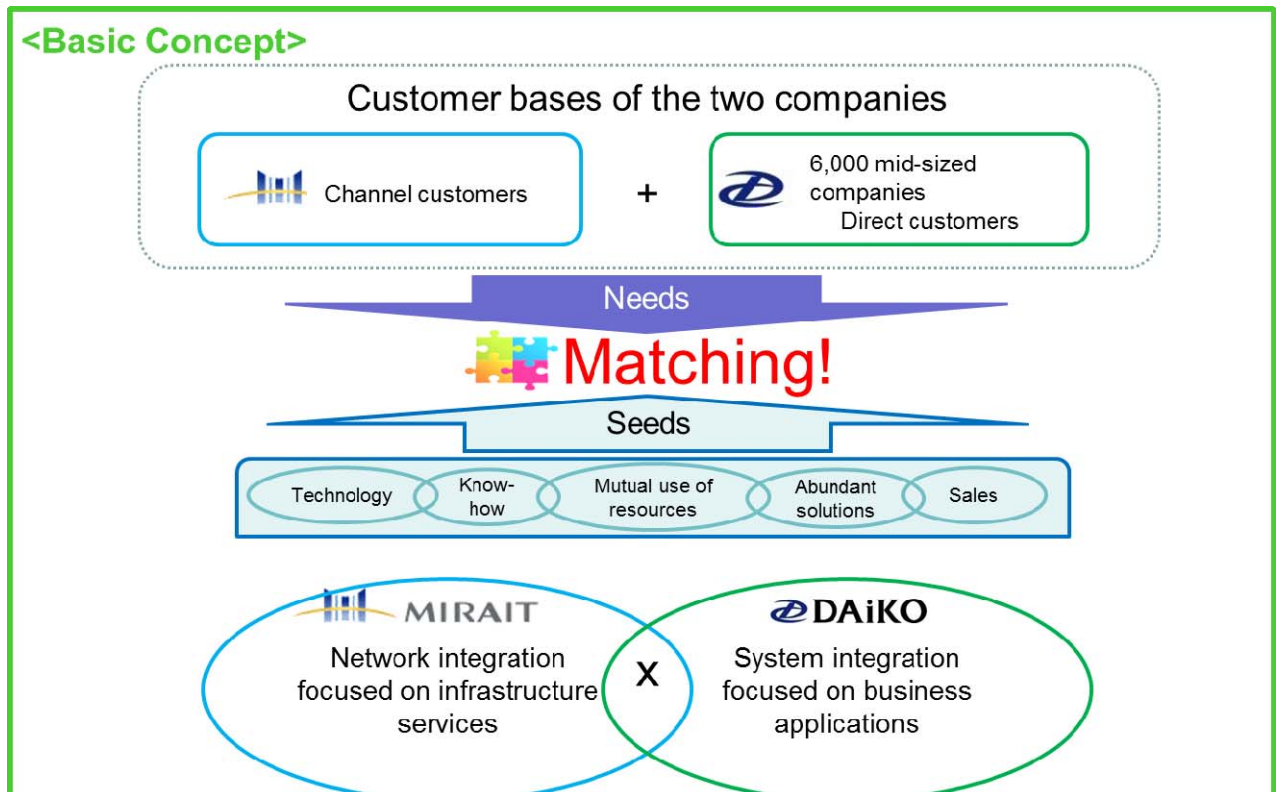 <Basic Concept>
Customer bases of the two companies
Channel customers
+
6,000 mid-sized
companies
Direct customers
Needs
Matching!
Seeds
Technology
Know-
how
Mutual use of
resources
Abundant
solutions
Sales
MIRAIT
Network integration
focused on infrastructure
services
x
DAiKO
System integration
focused on business
applications